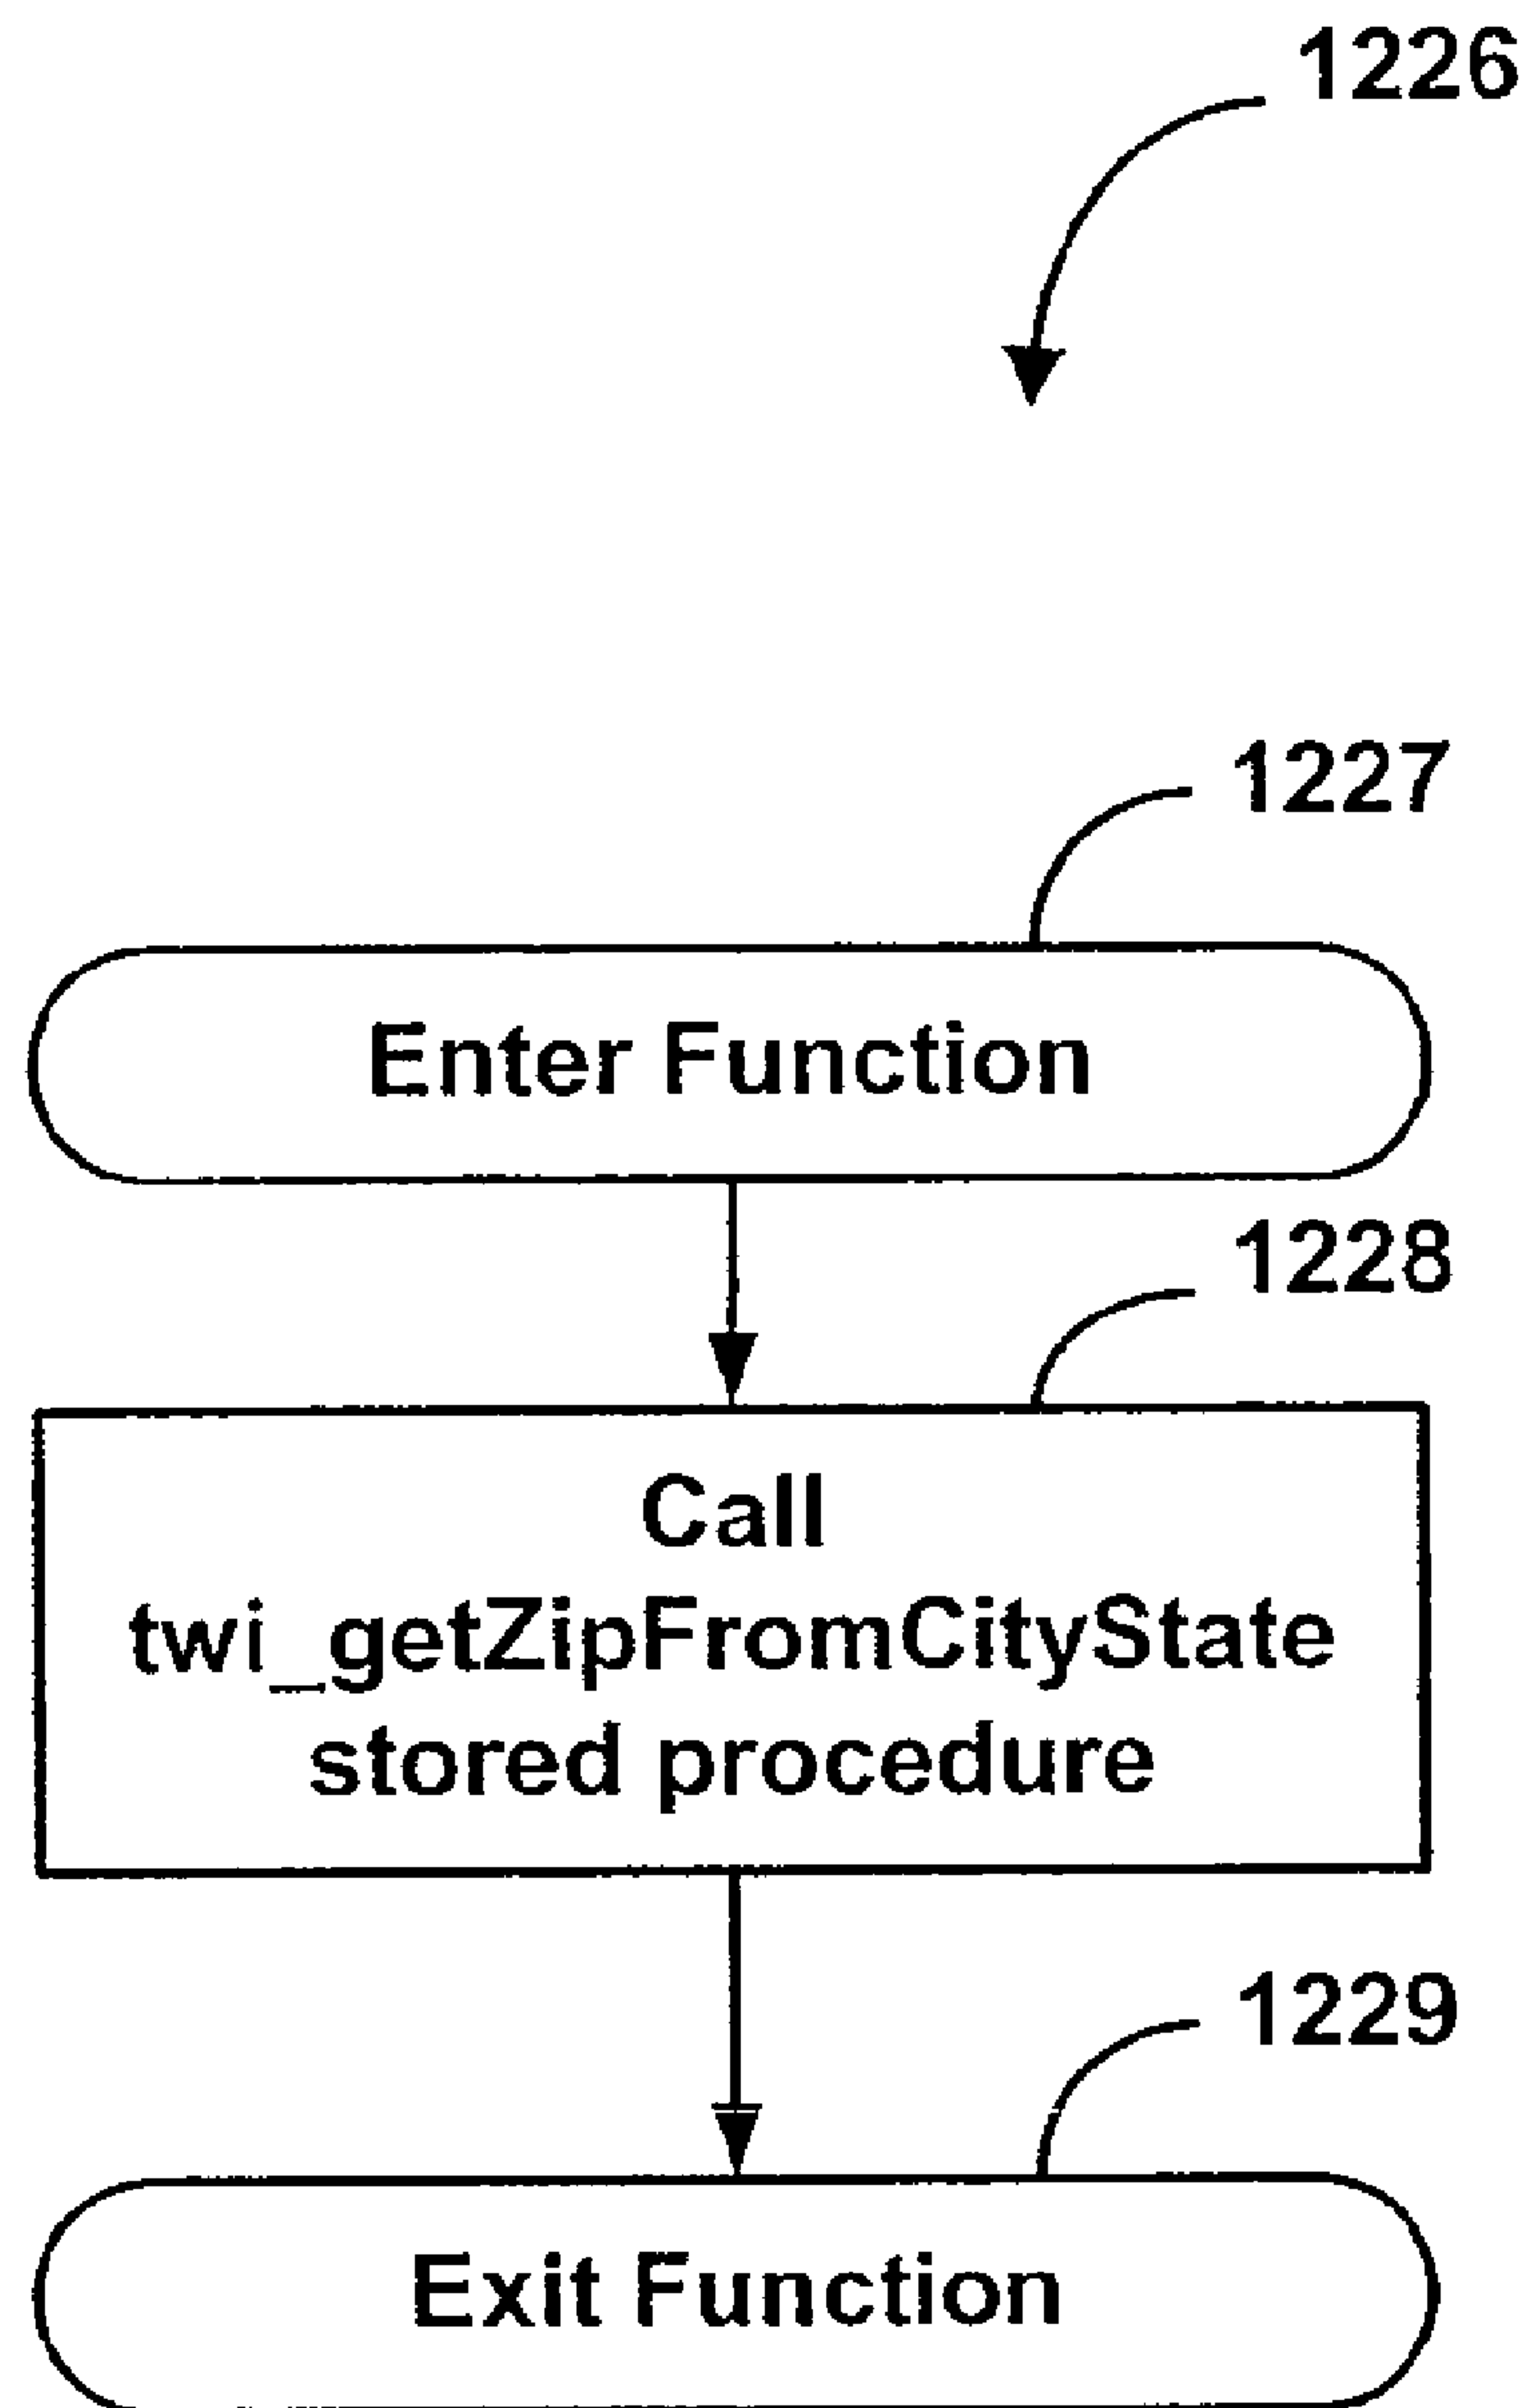 1226
1227
Enter Function
1228
Call
twi_getZipFromCityState
stored procedure
1229
Exit Function